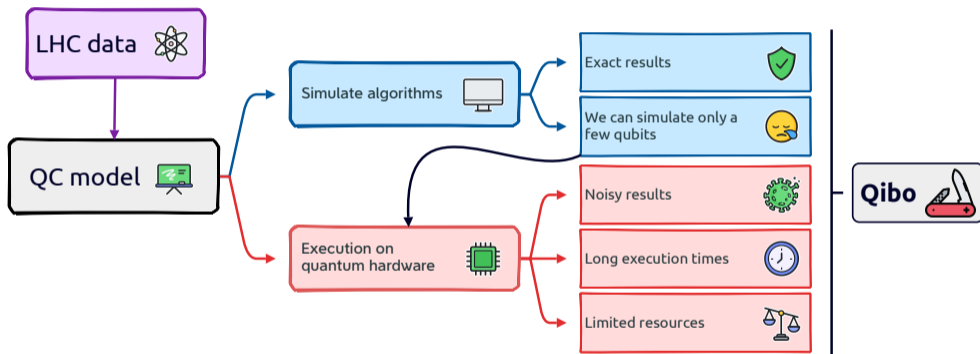 LHC data
QC model
Simulate algorithms
Exact results
We can simulate only a
few qubits
Execution on
quantum hardware
Noisy results
Long execution times
Limited resources
Qibo